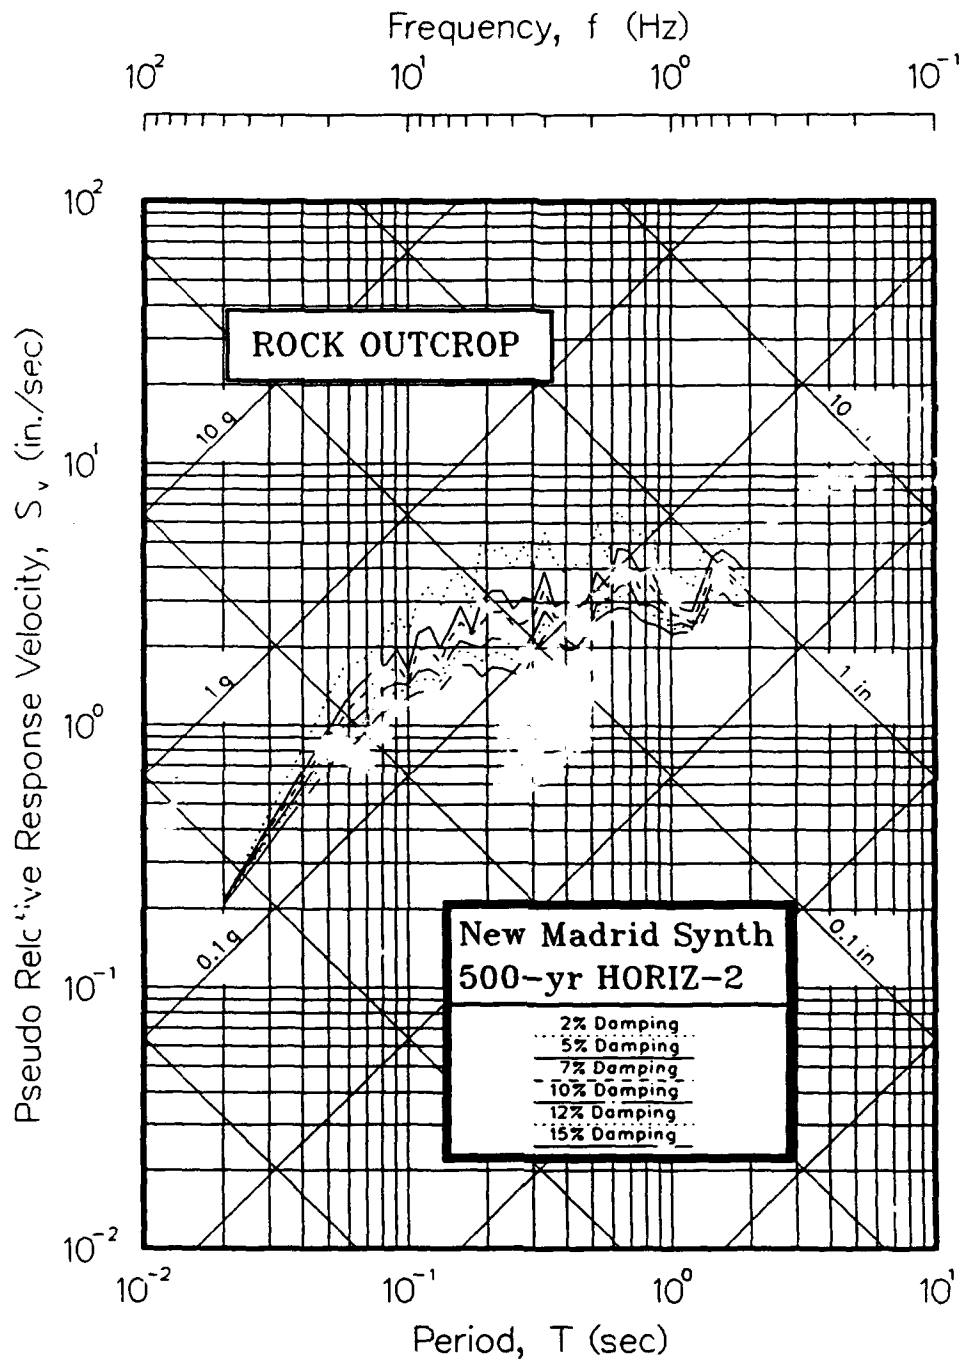 Frequency, f (Hz)
10² 10¹ 10⁰ 10⁻¹
10²
10¹
10⁰
10⁻¹
10⁻²
Pseudo Response Velocity, Sᵥ (in./sec)
ROCK OUTCROP
10 g
1 g
0.1 g
10
1 in
0.1 in
New Madrid Synth
500-yr HORIZ-2
2% Damping
5% Damping
7% Damping
10% Damping
12% Damping
15% Damping
10⁻² 10⁻¹ 10⁰ 10¹
Period, T (sec)